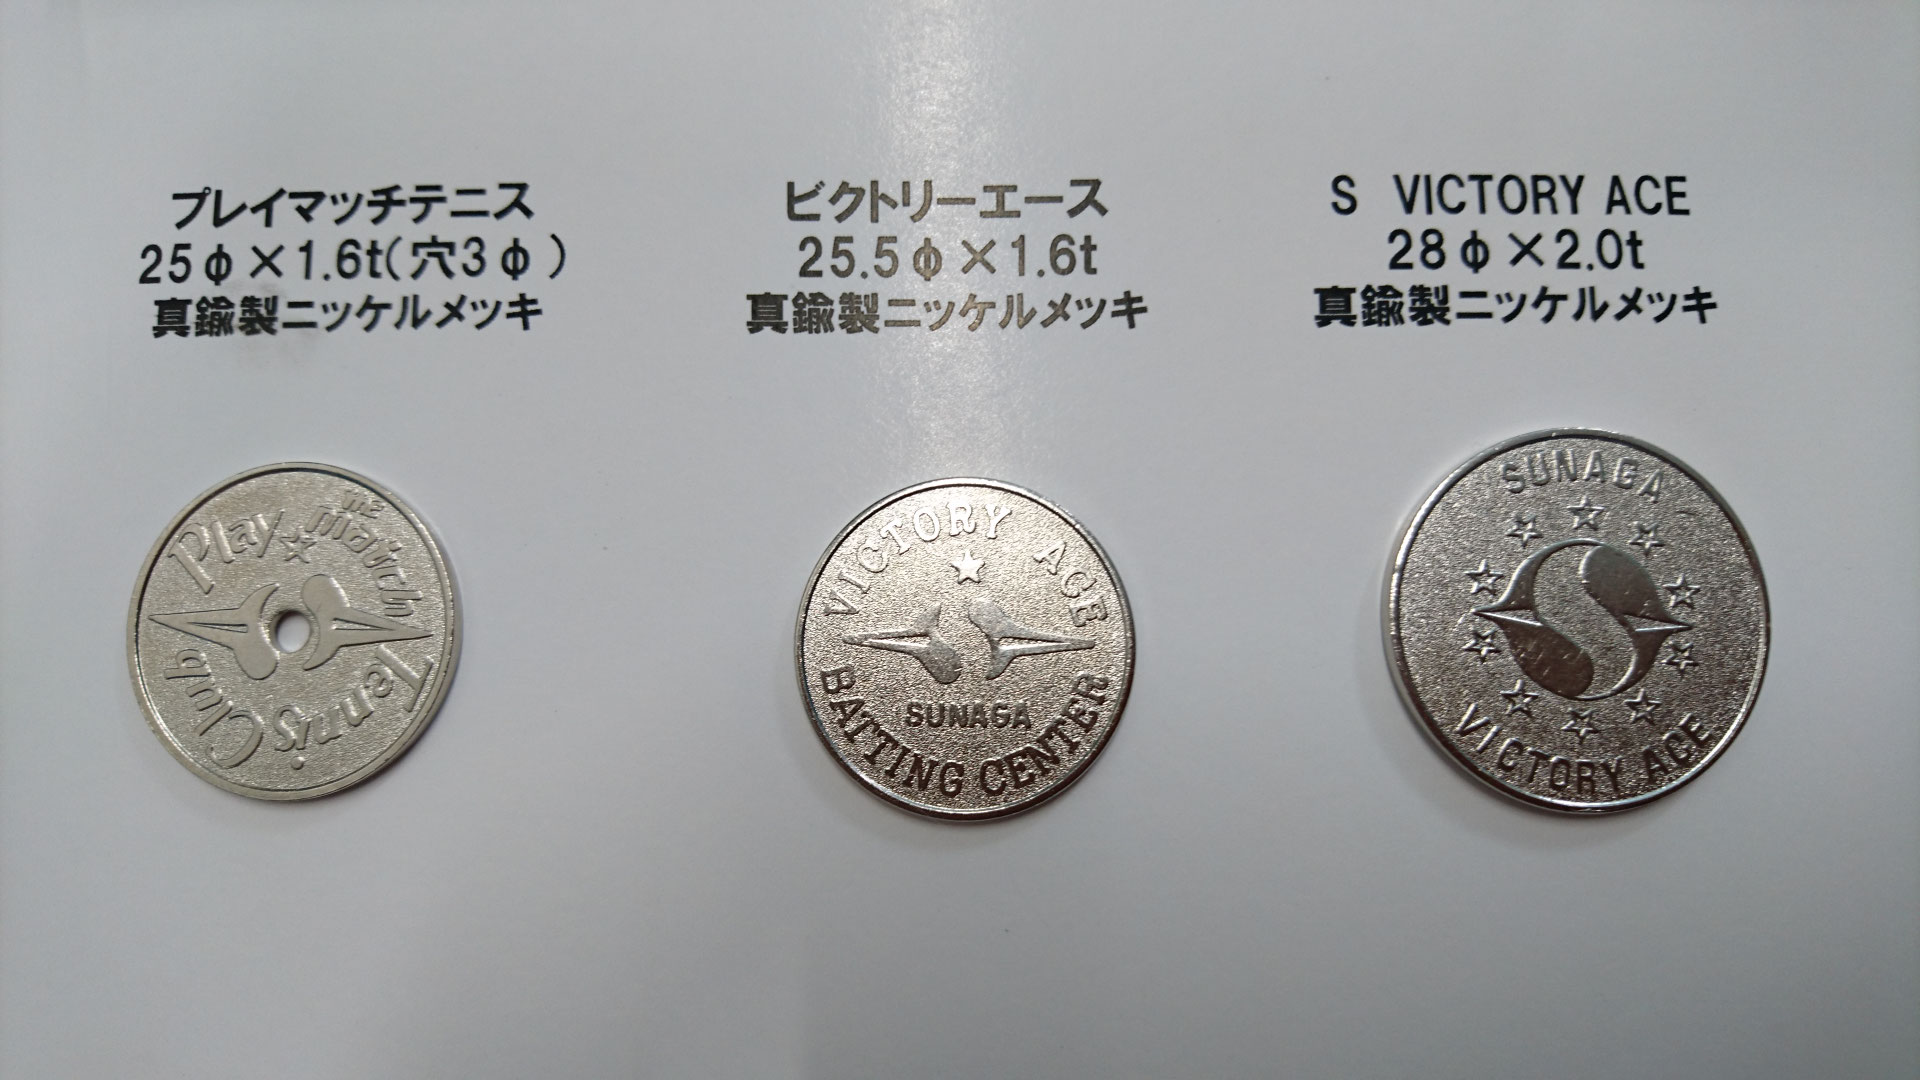 プレイマッチテニス
25φ×1.6t(穴3φ)
真鍮製ニッケルメッキ
ビクトリーエース
25.5φ×1.6t
真鍮製ニッケルメッキ
S VICTORY ACE
28φ×2.0t
真鍮製ニッケルメッキ
Play the match
Tennis Club
VICTORY ACE
SUNAGA
BATTING CENTER
SUNAGA
S
VICTORY ACE